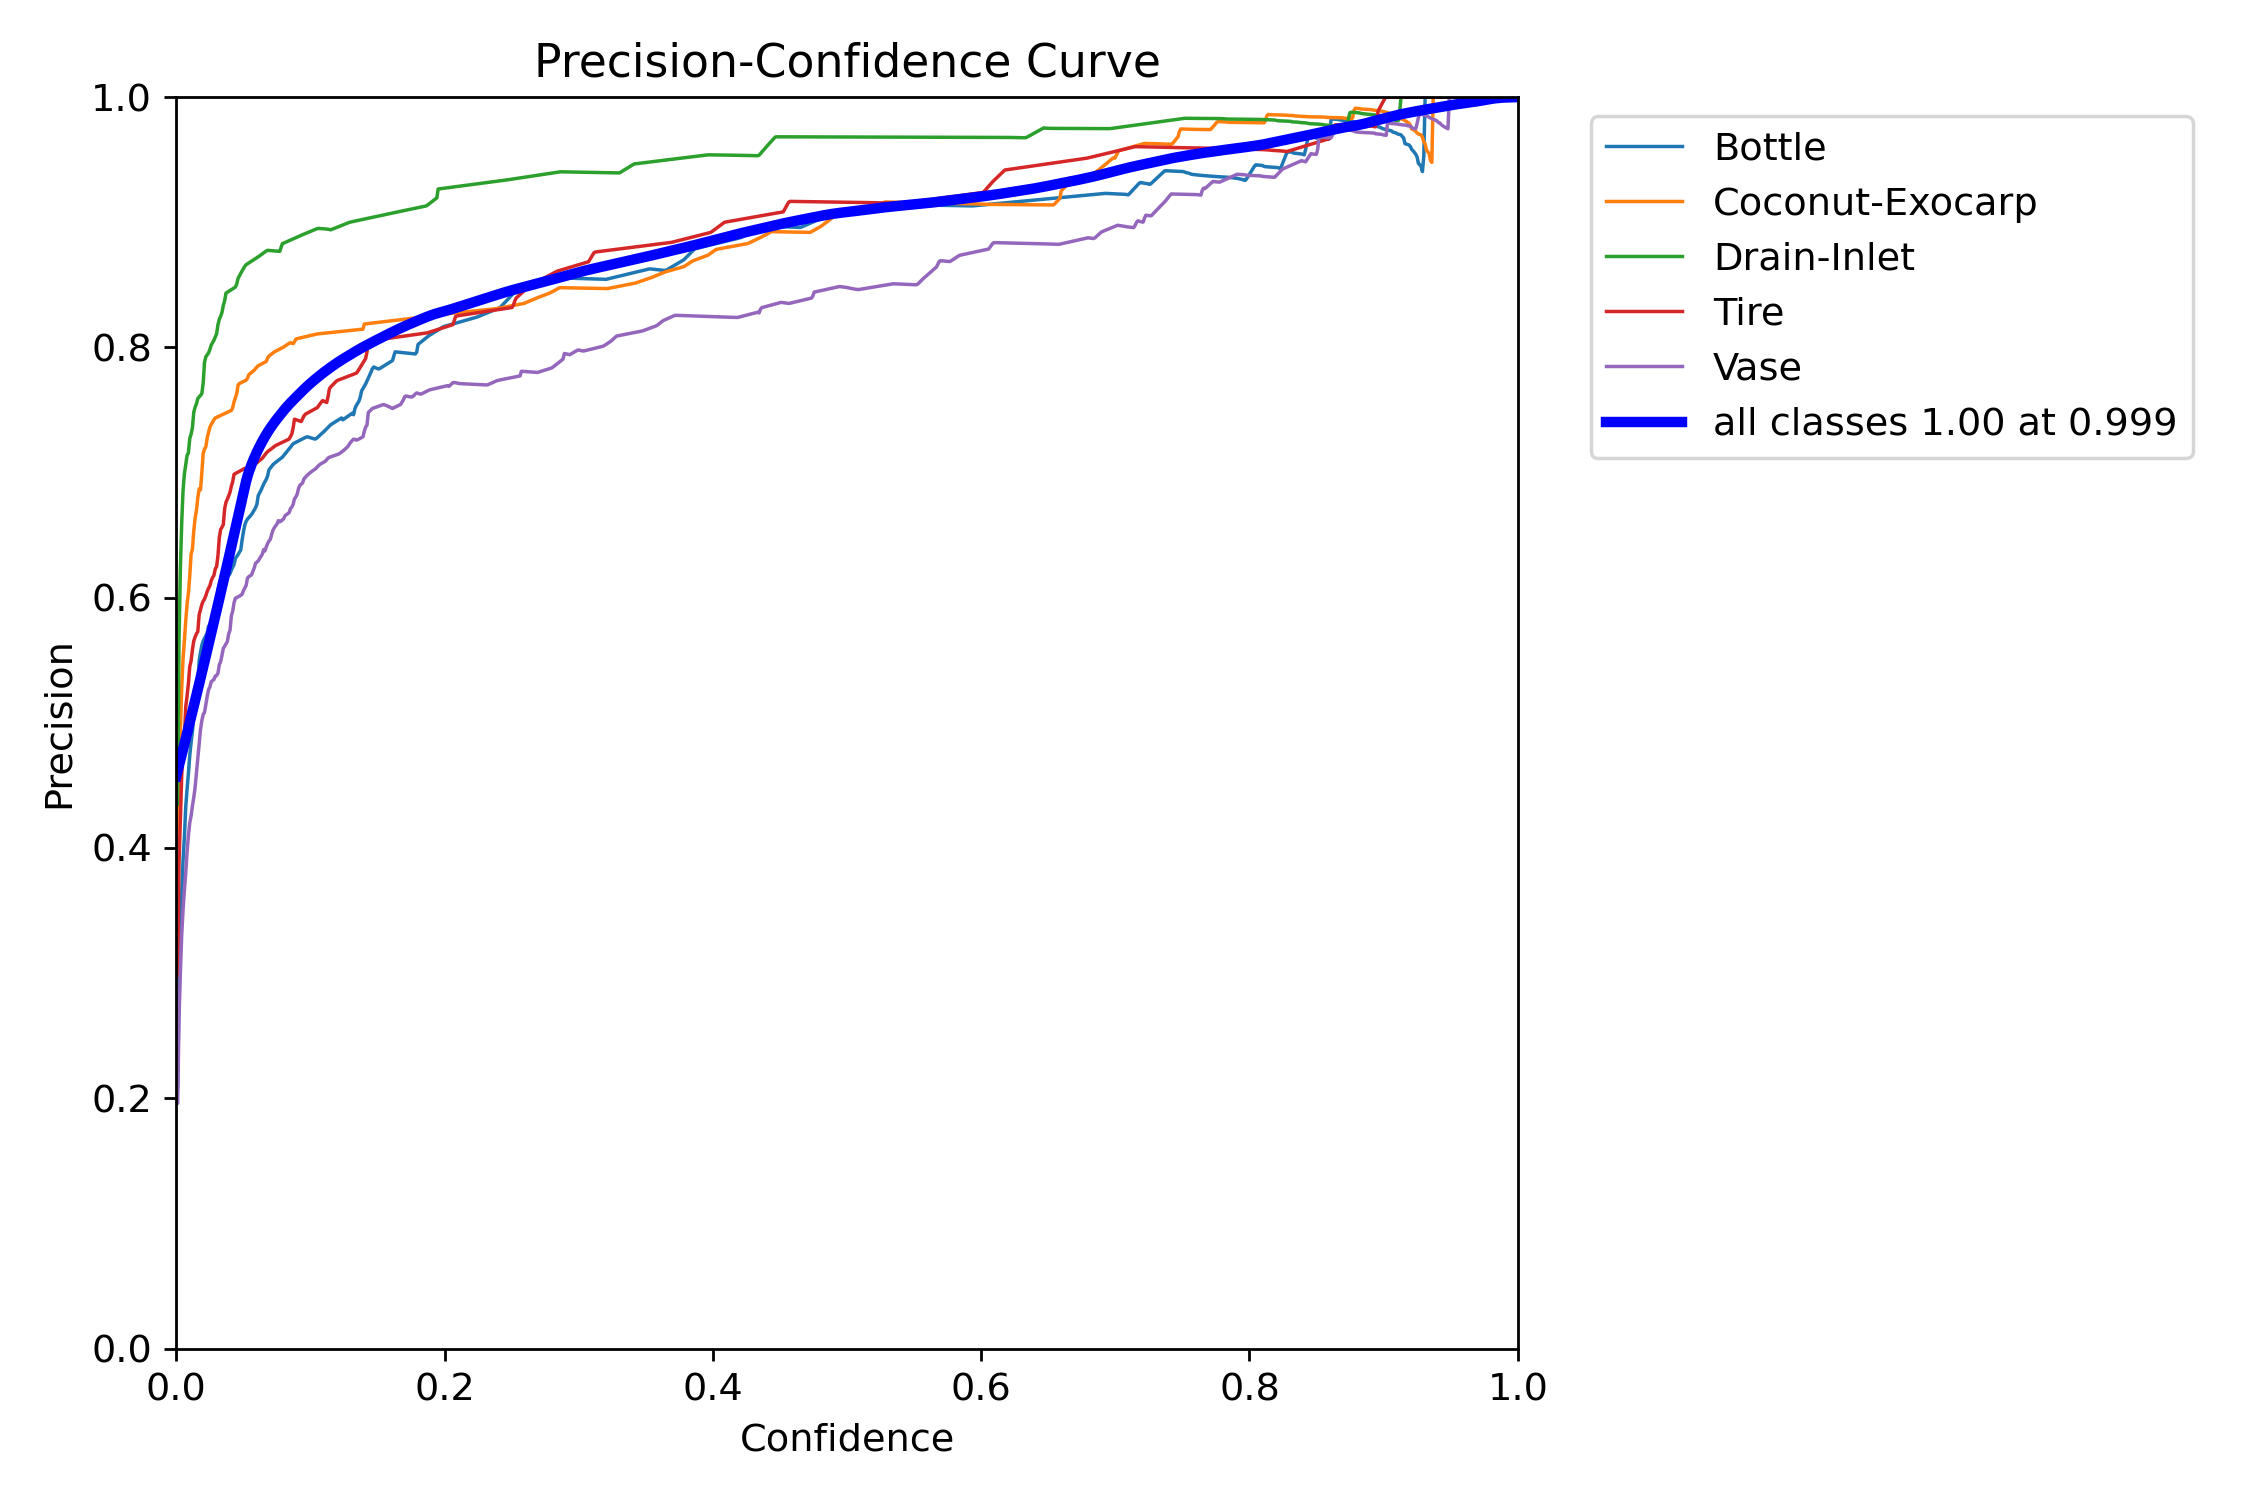 Precision-Confidence Curve
1.0
0.8
0.6
0.4
0.2
0.0
Precision
0.0 0.2 0.4 0.6 0.8 1.0
Confidence
Bottle
Coconut-Exocarp
Drain-Inlet
Tire
Vase
all classes 1.00 at 0.999